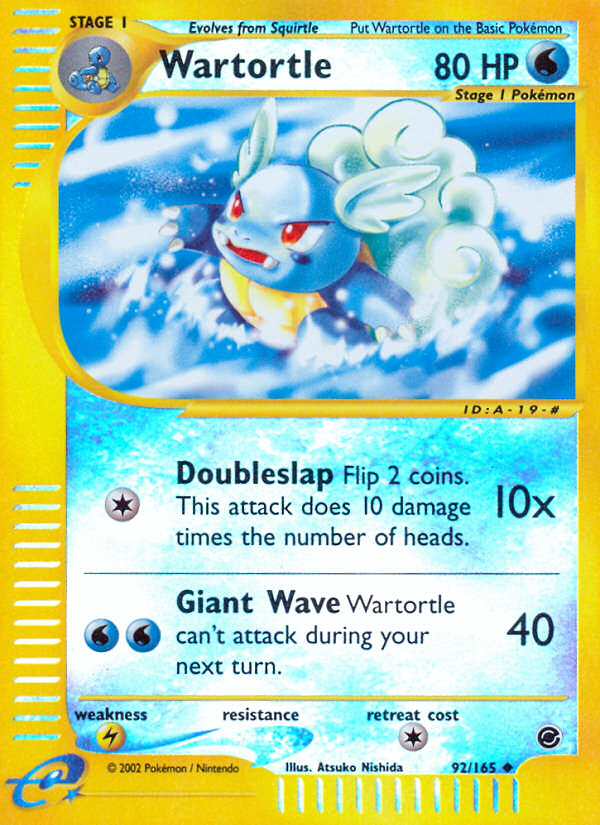 STAGE 1
Evolves from Squirtle Put Wartortle on the Basic Pokémon
Wartortle 80 HP
Stage 1 Pokémon
ID:A-19-#
Doubleslap Flip 2 coins.
This attack does 10 damage
times the number of heads.
10x
Giant Wave Wartortle
can't attack during your
next turn.
40
weakness resistance retreat cost
© 2002 Pokémon / Nintendo Illus. Atsuko Nishida 92/165 ◆
e